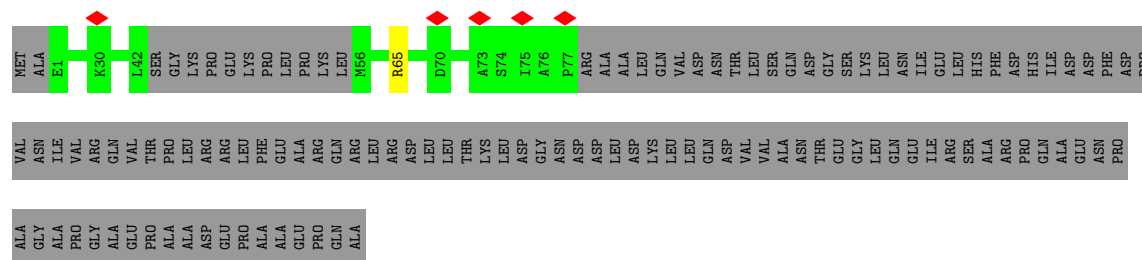 MET ALA E1 K30 L42 SER GLY LYS PRO GLU LYS PRO LEU PRO LYS LEU M56 R65 D70 A73 S74 I75 A76 P77 ARG ALA ALA LEU GLN VAL ASP ASN THR LEU SER GLN ASP GLY SER LYS LEU ASN ILE GLU LEU HIS PHE ASP HIS ILE ASP ASP PHE ASP PRO
VAL ASN ILE VAL ARG GLN VAL THR PRO LEU ARG ARG LEU PHE GLU ALA ARG GLN ARG LEU ARG ASP LEU LEU THR LYS LEU ASP GLY ASN ASP ASP LEU ASP LYS LEU LEU GLN ASP VAL VAL ALA ASN THR GLU GLY LEU GLN GLU ILE ARG SER ALA ARG PRO GLN ALA GLU ASN PRO
ALA GLY ALA PRO GLY ALA GLU PRO ALA ALA ASP GLU PRO ALA ALA GLU PRO GLN ALA